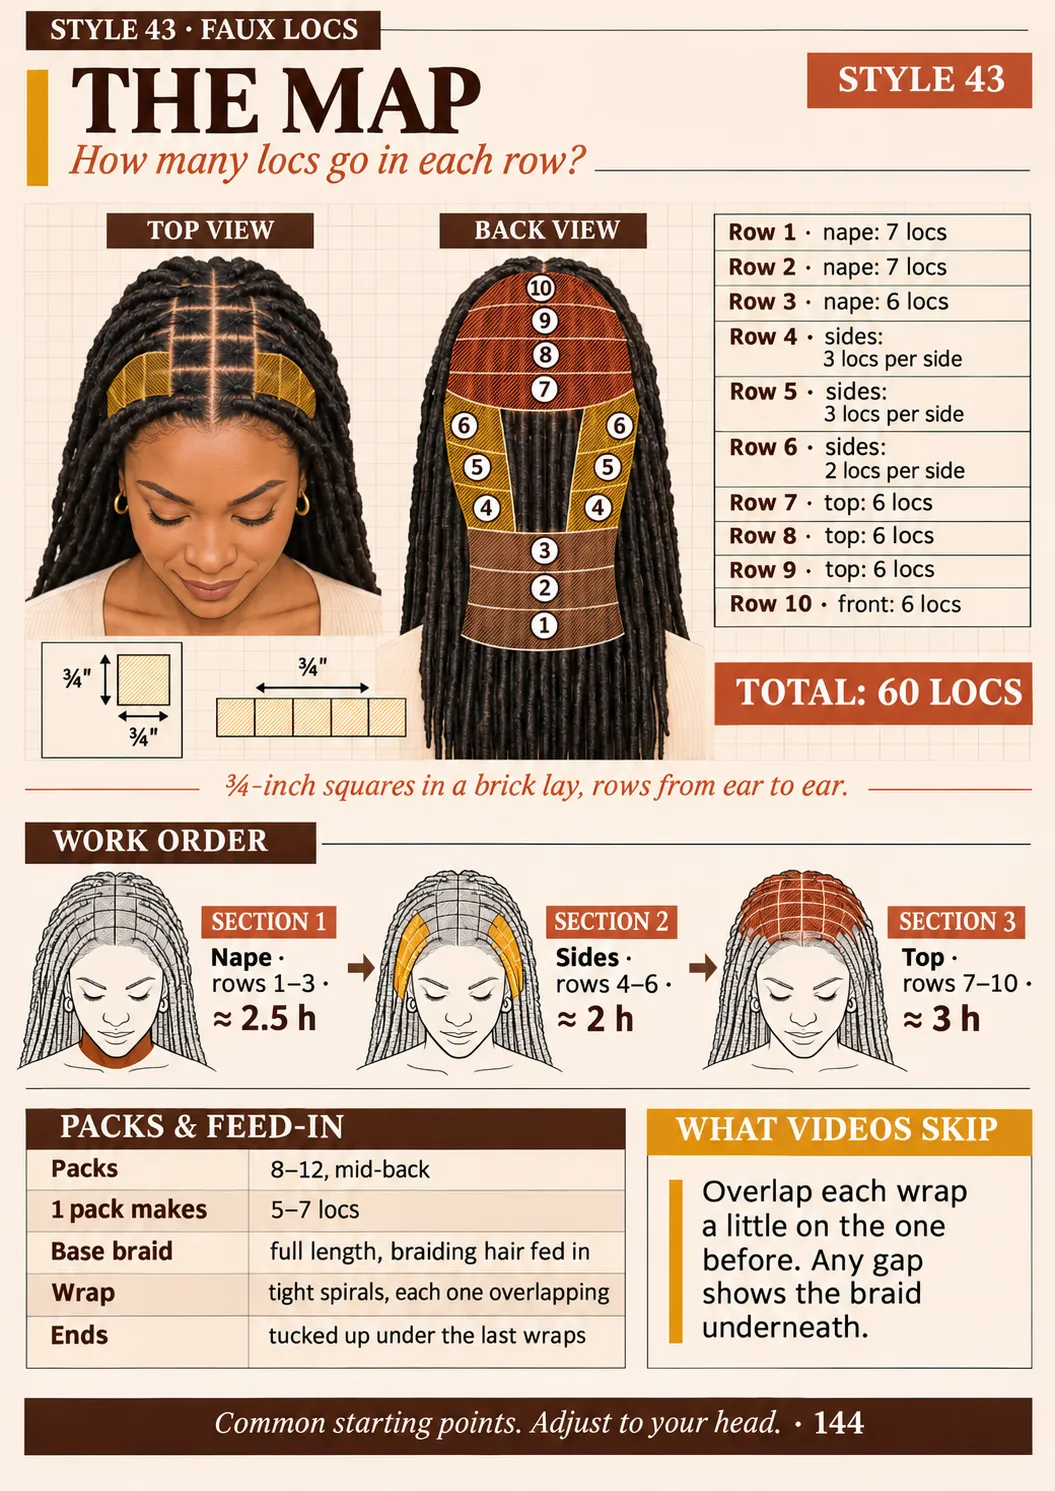 STYLE 43 · FAUX LOCS
THE MAP
STYLE 43
How many locs go in each row?
TOP VIEW
BACK VIEW
10
9
8
7
6
6
5
5
4
4
3
2
1
Row 1 · nape: 7 locs
Row 2 · nape: 7 locs
Row 3 · nape: 6 locs
Row 4 · sides:
3 locs per side
Row 5 · sides:
3 locs per side
Row 6 · sides:
2 locs per side
Row 7 · top: 6 locs
Row 8 · top: 6 locs
Row 9 · top: 6 locs
Row 10 · front: 6 locs
TOTAL: 60 LOCS
¾"
¾"
¾"
¾-inch squares in a brick lay, rows from ear to ear.
WORK ORDER
SECTION 1
Nape ·
rows 1–3 ·
≈ 2.5 h
SECTION 2
Sides ·
rows 4–6 ·
≈ 2 h
SECTION 3
Top ·
rows 7–10 ·
≈ 3 h
PACKS & FEED-IN
Packs 8–12, mid-back
1 pack makes 5–7 locs
Base braid full length, braiding hair fed in
Wrap tight spirals, each one overlapping
Ends tucked up under the last wraps
WHAT VIDEOS SKIP
Overlap each wrap
a little on the one
before. Any gap
shows the braid
underneath.
Common starting points. Adjust to your head. · 144